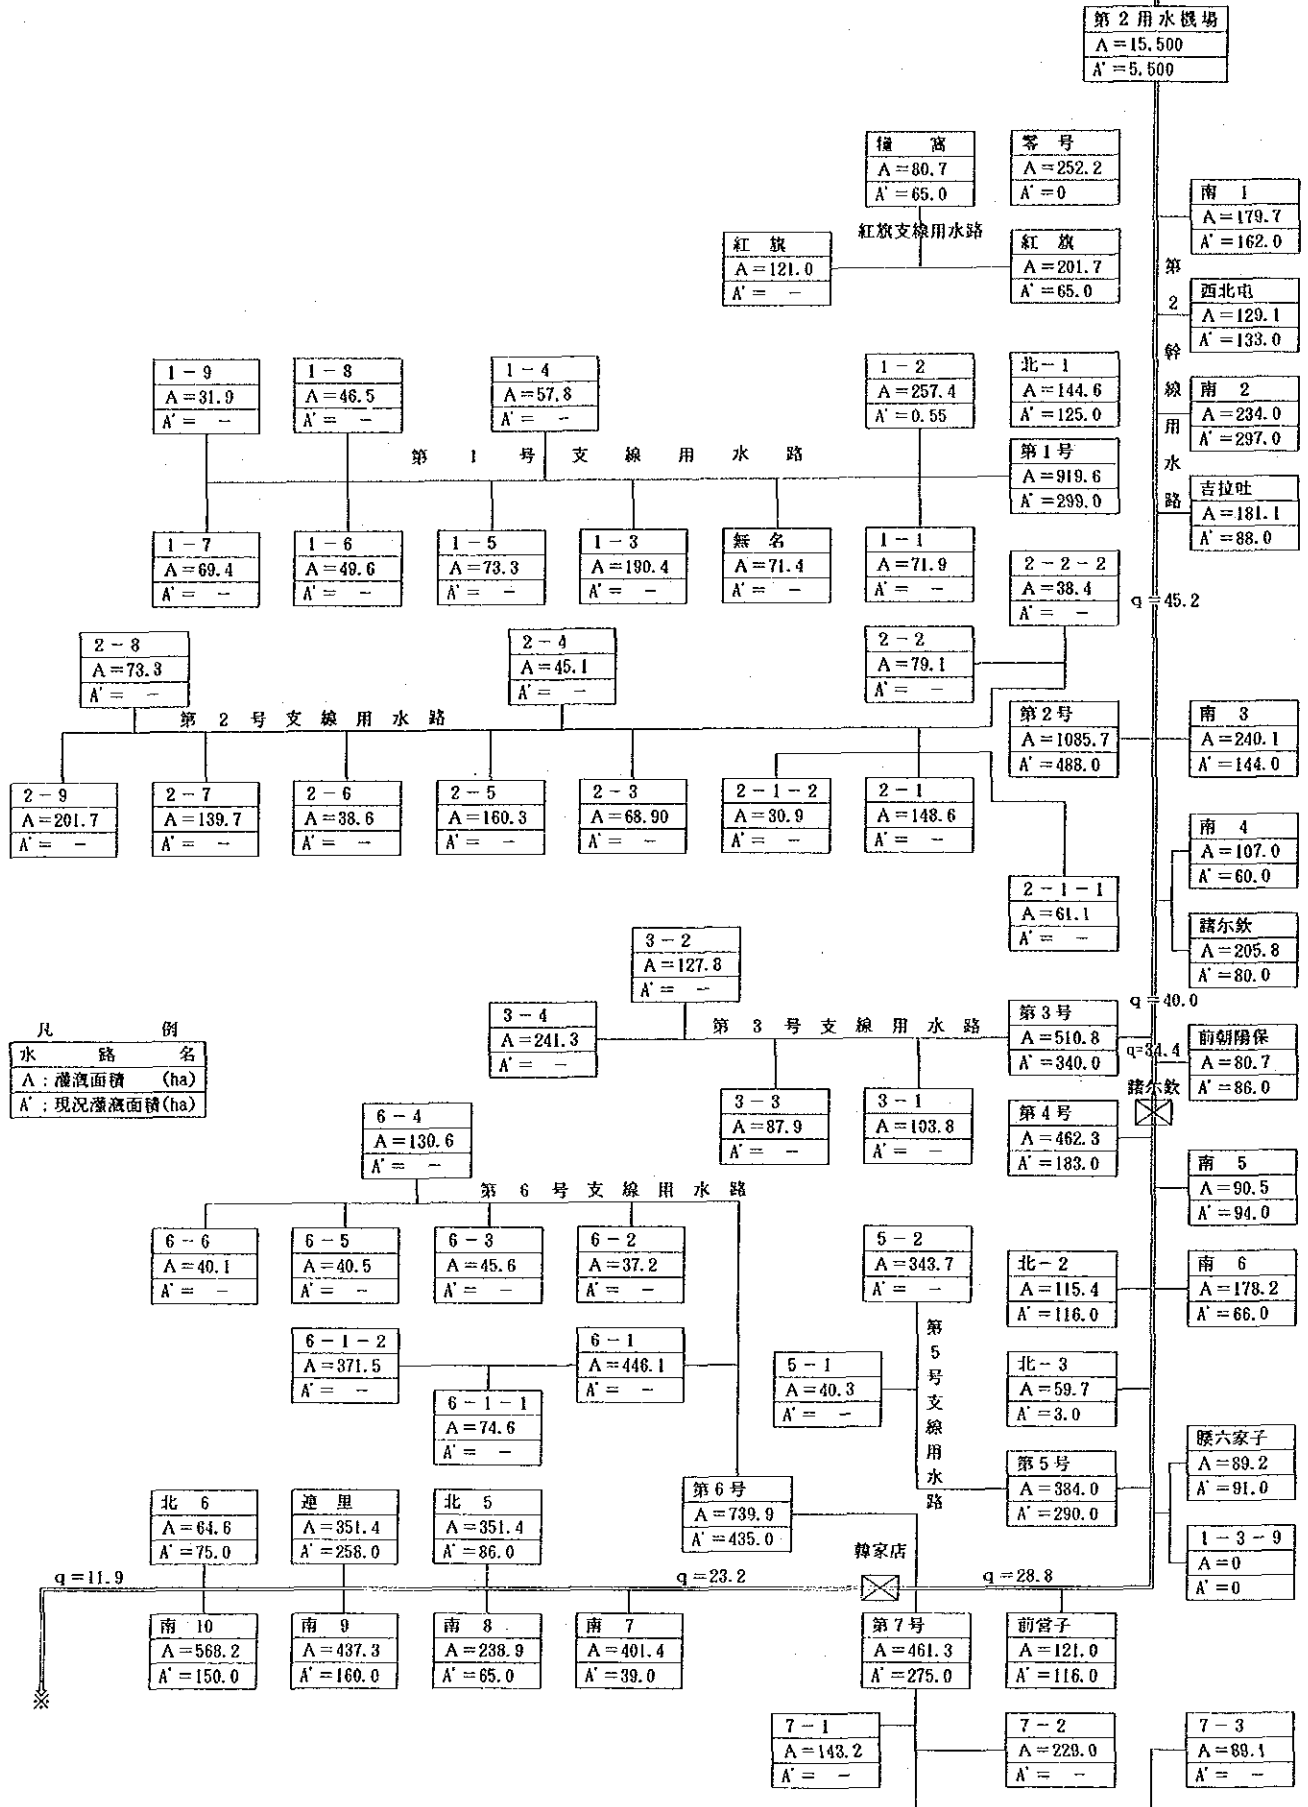 第2用水機場
A=15.500
A'=5.500
A=80.7
A'=65.0
零号
A=252.2
A'=0
南 1
A=179.7
A'=162.0
紅旗支線用水路
紅 旗
A=121.0
A'= -
紅 旗
A=201.7
A'=65.0
第2幹線用水路
西北屯
A=129.1
A'=133.0
1-9
A=31.9
A'= -
1-8
A=46.5
A'= -
1-4
A=57.8
A'= -
1-2
A=257.4
A'=0.55
北-1
A=144.6
A'=125.0
南 2
A=234.0
A'=297.0
第1号支線用水路
第1号
A=919.6
A'=299.0
吉拉吐
A=181.1
A'=88.0
1-7
A=69.4
A'= -
1-6
A=49.6
A'= -
1-5
A=73.3
A'= -
1-3
A=190.4
A'= -
無名
A=71.4
A'= -
1-1
A=71.9
A'= -
2-2-2
A=38.4
A'= -
q=45.2
2-8
A=73.3
A'= -
2-4
A=45.1
A'= -
2-2
A=79.1
A'= -
第2号支線用水路
第2号
A=1085.7
A'=488.0
南 3
A=240.1
A'=144.0
2-9
A=201.7
A'= -
2-7
A=139.7
A'= -
2-6
A=38.6
A'= -
2-5
A=160.3
A'= -
2-3
A=68.90
A'= -
2-1-2
A=30.9
A'= -
2-1
A=148.6
A'= -
南 4
A=107.0
A'=60.0
2-1-1
A=61.1
A'= -
諸尓欽
A=205.8
A'=80.0
3-2
A=127.8
A'= -
q=40.0
3-4
A=241.3
A'= -
第3号支線用水路
第3号
A=510.8
A'=340.0
q=34.4
前朝陽保
A=80.7
A'=86.0
諸尓欽
凡 例
水 路 名
A:灌漑面積 (ha)
A':現況灌漑面積(ha)
3-3
A=87.9
A'= -
3-1
A=103.8
A'= -
第4号
A=462.3
A'=183.0
6-4
A=130.6
A'= -
南 5
A=90.5
A'=94.0
第6号支線用水路
6-6
A=40.1
A'= -
6-5
A=40.5
A'= -
6-3
A=45.6
A'= -
6-2
A=37.2
A'= -
5-2
A=343.7
A'= -
北-2
A=115.4
A'=116.0
南 6
A=178.2
A'=66.0
6-1-2
A=371.5
A'= -
6-1
A=446.1
A'= -
第5号支線用水路
5-1
A=40.3
A'= -
北-3
A=59.7
A'=3.0
6-1-1
A=74.6
A'= -
腰六家子
A=89.2
A'=91.0
第5号
A=384.0
A'=290.0
北 6
A=64.6
A'=75.0
連里
A=351.4
A'=258.0
北 5
A=351.4
A'=86.0
第6号
A=739.9
A'=435.0
1-3-9
A=0
A'=0
韓家店
q=11.9
q=23.2
q=28.8
南 10
A=568.2
A'=150.0
南 9
A=437.3
A'=160.0
南 8
A=238.9
A'=65.0
南 7
A=401.4
A'=39.0
第7号
A=461.3
A'=275.0
前営子
A=121.0
A'=116.0
※
7-1
A=143.2
A'= -
7-2
A=229.0
A'= -
7-3
A=89.1
A'= -